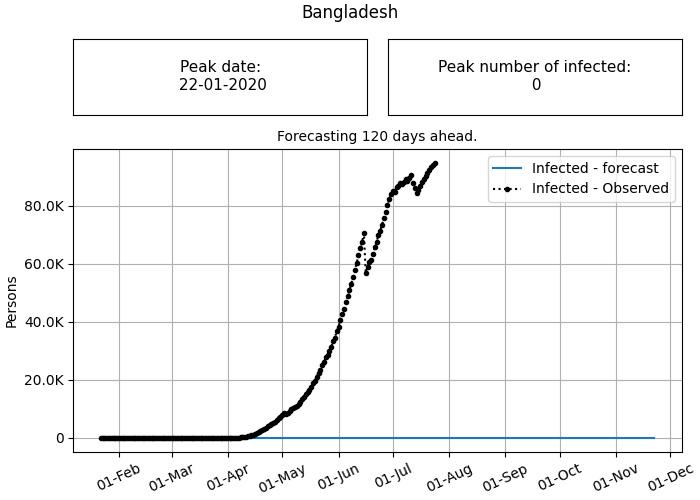 Bangladesh
Peak date:
22-01-2020
Peak number of infected:
0
Forecasting 120 days ahead.
Infected - forecast
Infected - Observed
Persons
80.0K
60.0K
40.0K
20.0K
0
01-Feb
01-Mar
01-Apr
01-May
01-Jun
01-Jul
01-Aug
01-Sep
01-Oct
01-Nov
01-Dec